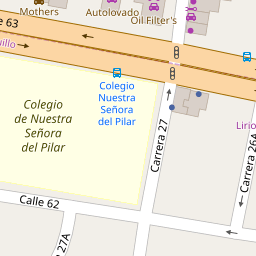 e 63
Mothers
Autolovado
Oil Filter's
uillo
Colegio
Nuestra
Señora
del Pilar
Colegio
de Nuestra
Señora
del Pilar
Carrera 27
Lirio
Carrera 26A
Calle 62
27A